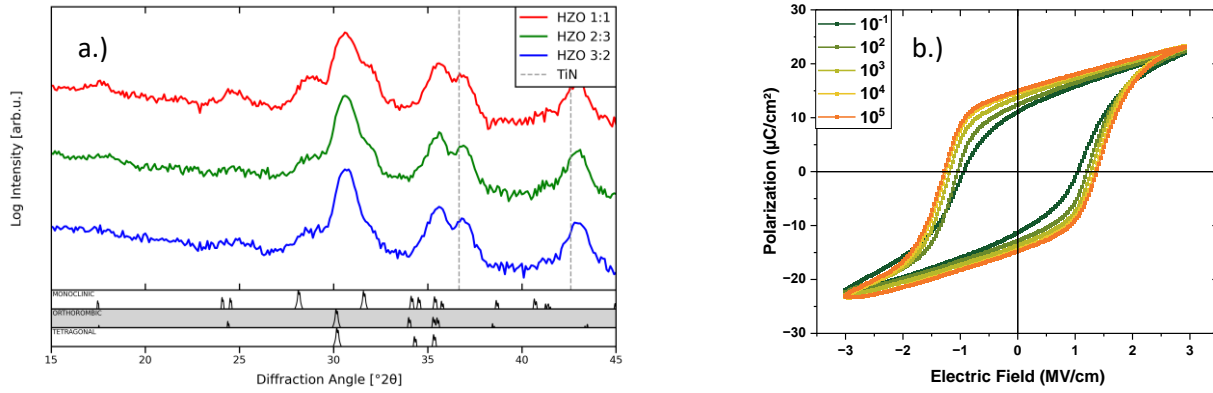 a.)
HZO 1:1
HZO 2:3
HZO 3:2
TiN
Log Intensity [arb.u.]
MONOCLINIC
ORTHOROMBIC
TETRAGONAL
15 20 25 30 35 40 45
Diffraction Angle [°2θ]
b.)
10⁻¹
10²
10³
10⁴
10⁵
Polarization (µC/cm²)
30
20
10
0
−10
−20
−30
−3 −2 −1 0 1 2 3
Electric Field (MV/cm)